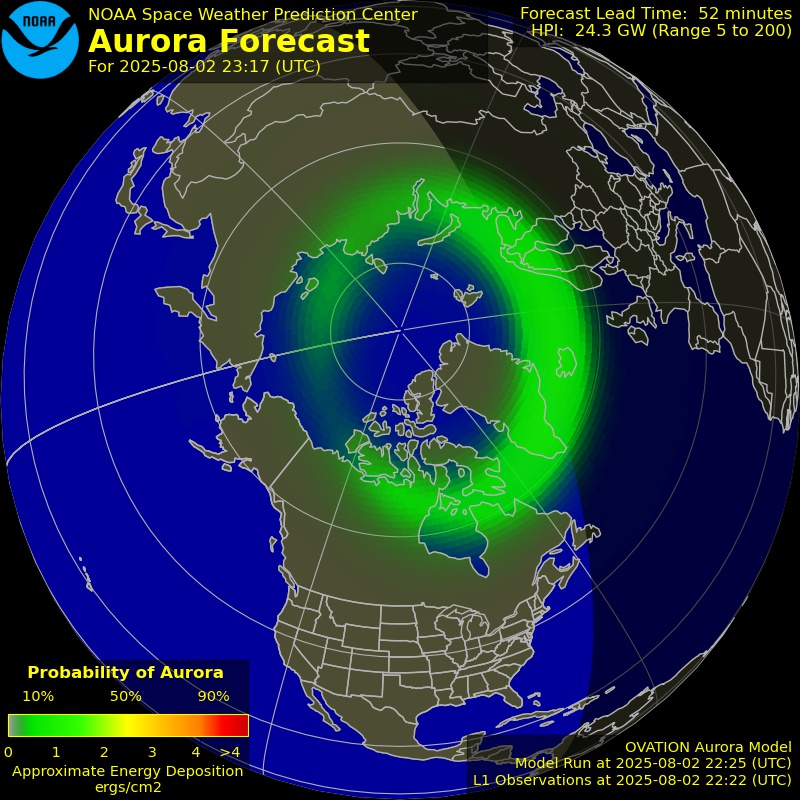 NOAA
NOAA Space Weather Prediction Center
Aurora Forecast
For 2025-08-02 23:17 (UTC)
Forecast Lead Time: 52 minutes
HPI: 24.3 GW (Range 5 to 200)
Probability of Aurora
10% 50% 90%
0 1 2 3 4 >4
Approximate Energy Deposition
ergs/cm2
OVATION Aurora Model
Model Run at 2025-08-02 22:25 (UTC)
L1 Observations at 2025-08-02 22:22 (UTC)